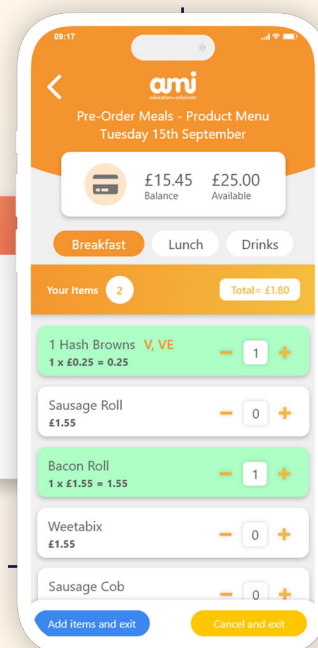 09:17
ami
education-solutions
Pre-Order Meals - Product Menu
Tuesday 15th September
£15.45 £25.00
Balance Available
Breakfast Lunch Drinks
Your Items 2 Total= £1.80
1 Hash Browns V, VE
1 x £0.25 = 0.25
- 1 +
Sausage Roll
£1.55
- 0 +
Bacon Roll
1 x £1.55 = 1.55
- 1 +
Weetabix
£1.55
- 0 +
Sausage Cob
- 0 +
Add items and exit Cancel and exit